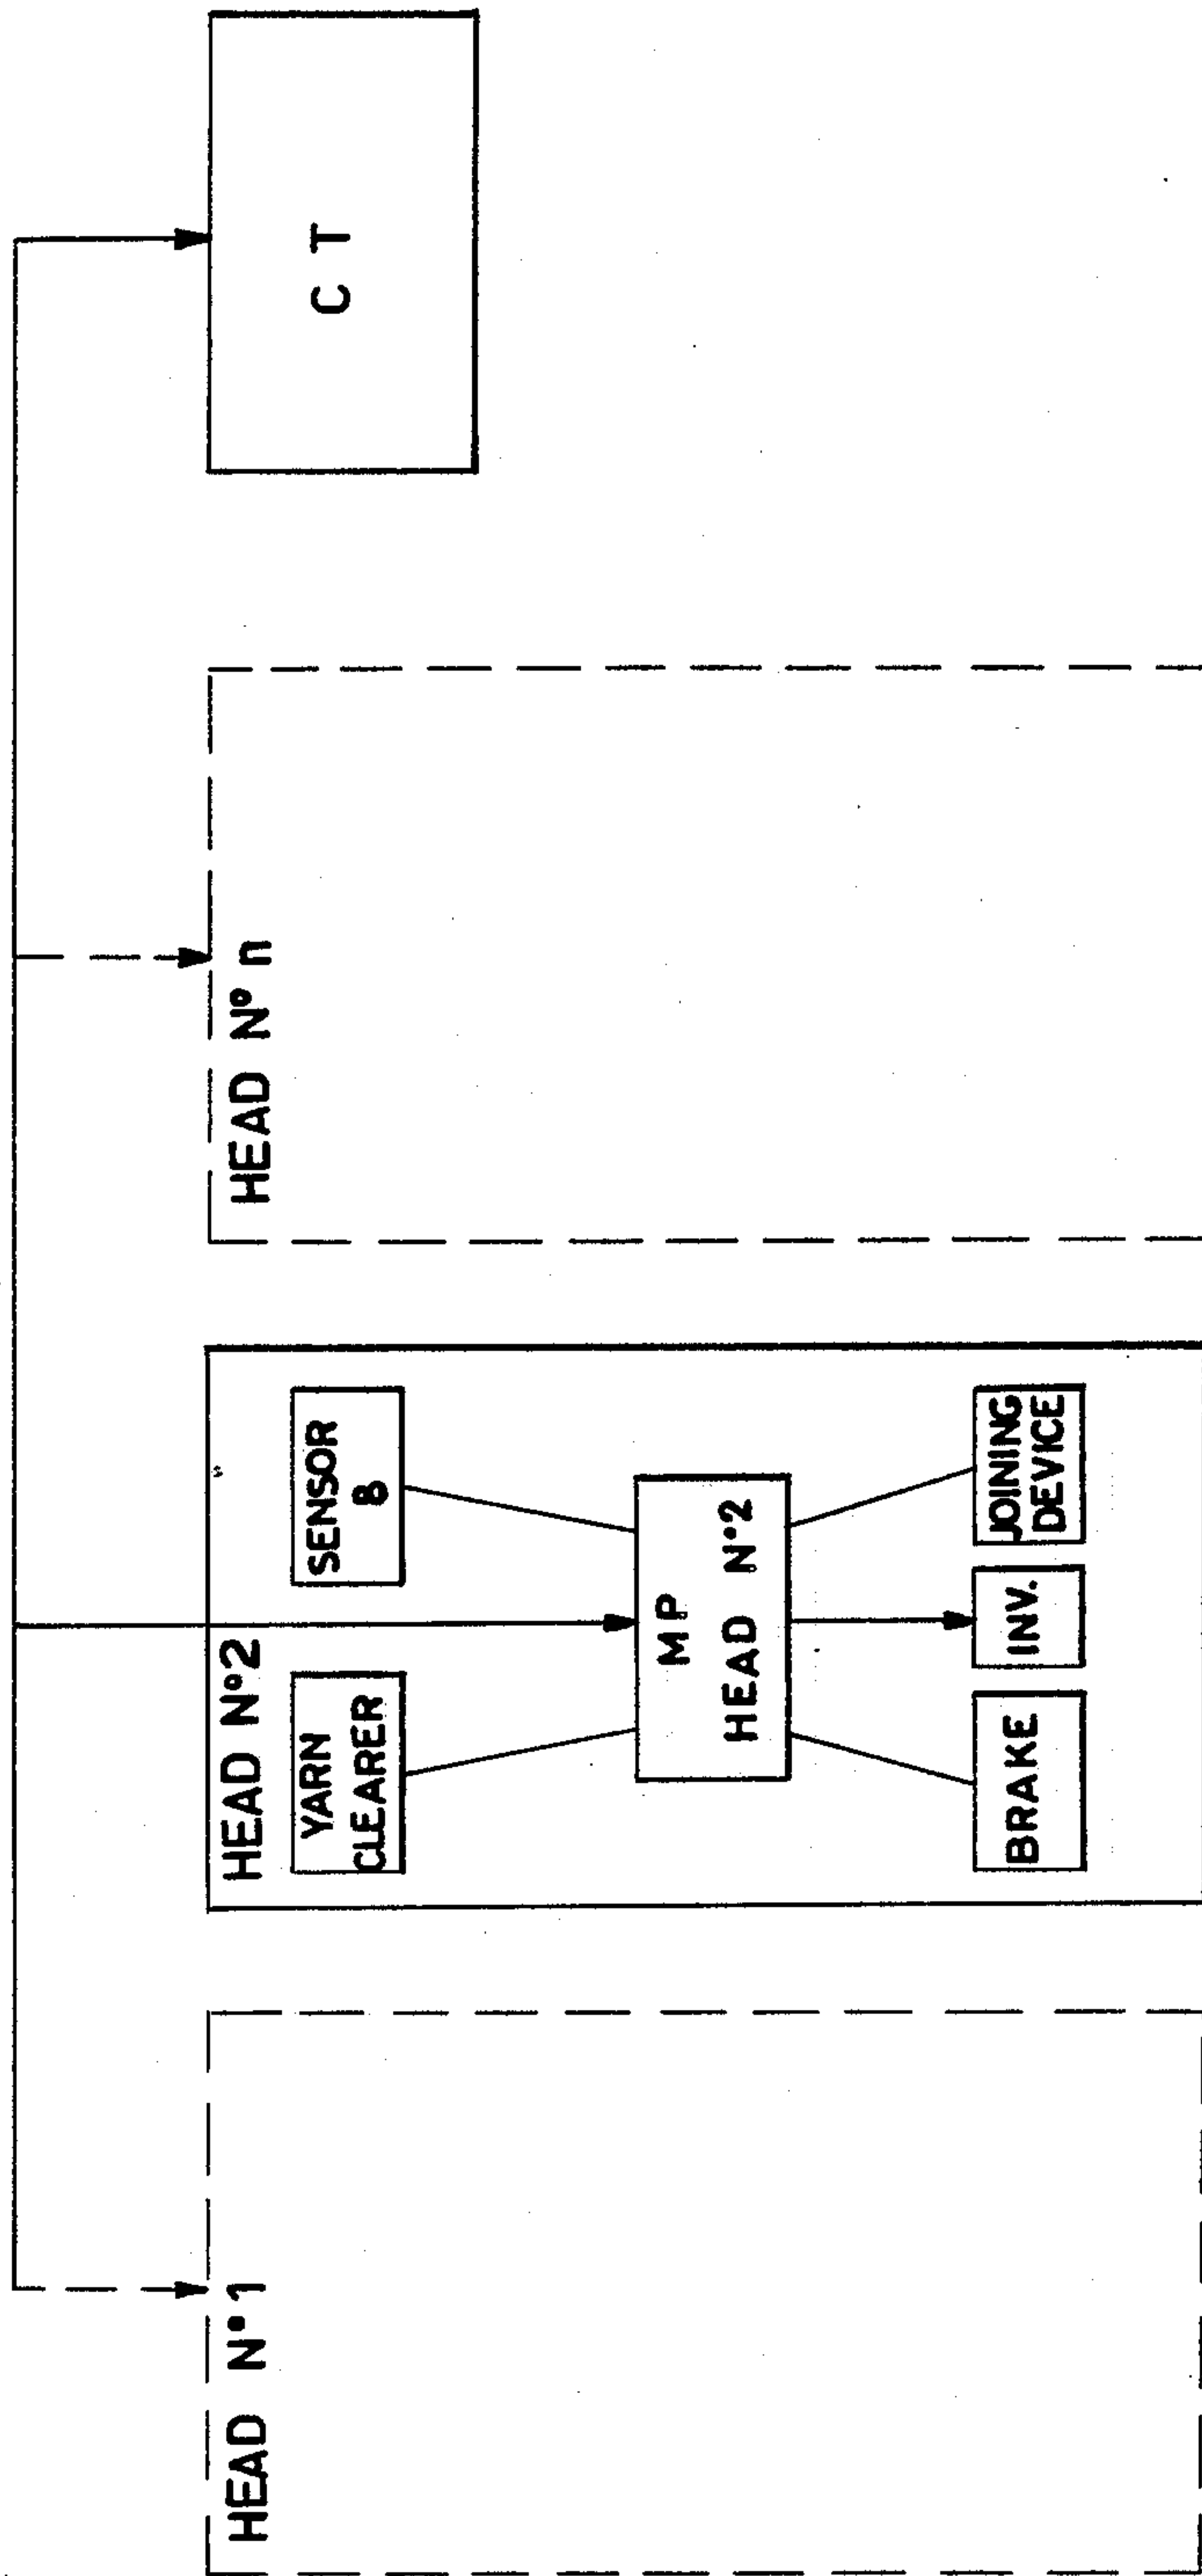 HEAD N° 1
HEAD N°2
YARN
CLEARER
SENSOR
8
MP
HEAD N°2
BRAKE
INV.
JOINING
DEVICE
HEAD N° n
C T